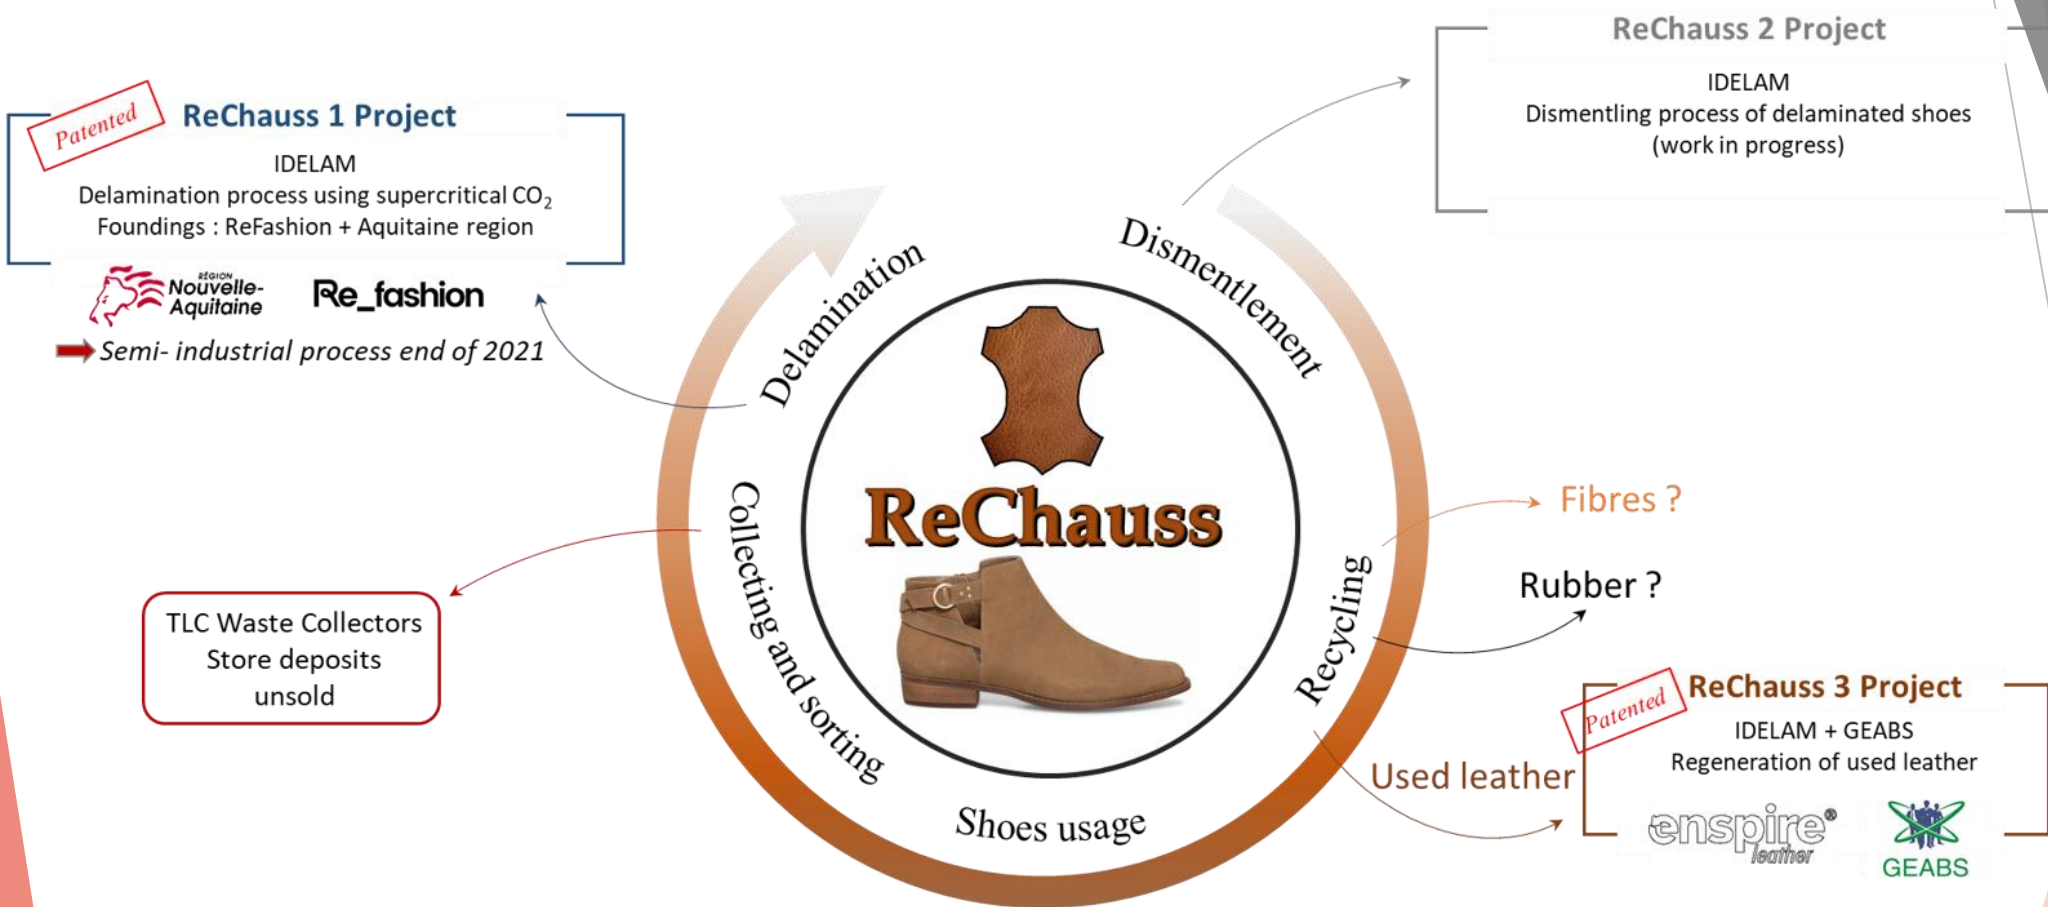 ReChauss 2 Project
IDELAM
Dismentling process of delaminated shoes
(work in progress)
Patented
ReChauss 1 Project
IDELAM
Delamination process using supercritical CO₂
Foundings : ReFashion + Aquitaine region
RÉGION
Nouvelle-
Aquitaine
Re_fashion
Semi- industrial process end of 2021
Delamination
Dismentlement
ReChauss
Collecting and sorting
Shoes usage
Recycling
TLC Waste Collectors
Store deposits
unsold
Fibres ?
Rubber ?
Used leather
Patented
ReChauss 3 Project
IDELAM + GEABS
Regeneration of used leather
enspire®
leather
GEABS